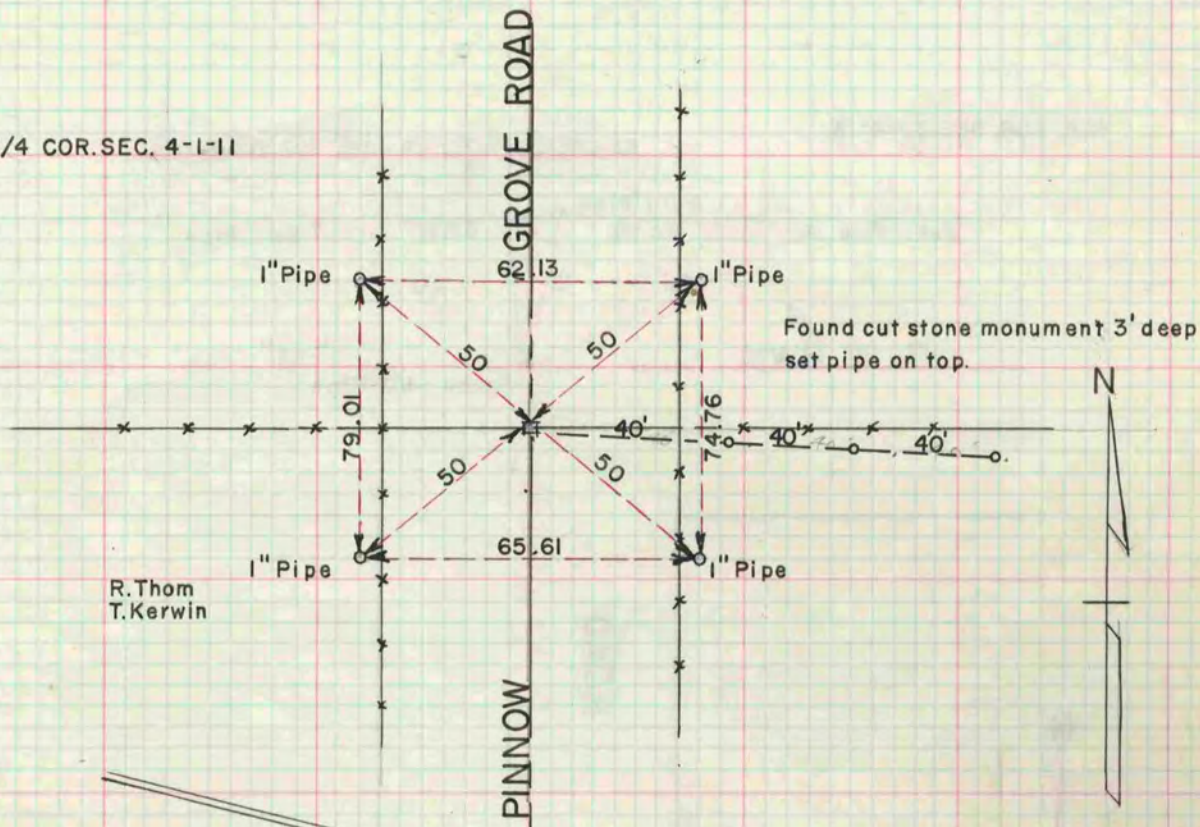 /4 COR. SEC. 4-1-11
GROVE ROAD
1" Pipe
62.13
1" Pipe
Found cut stone monument 3' deep
set pipe on top.
N
50
50
79.01
74.76
40'
40'
40'
50
50
1" Pipe
65.61
1" Pipe
R. Thom
T. Kerwin
PINNOW